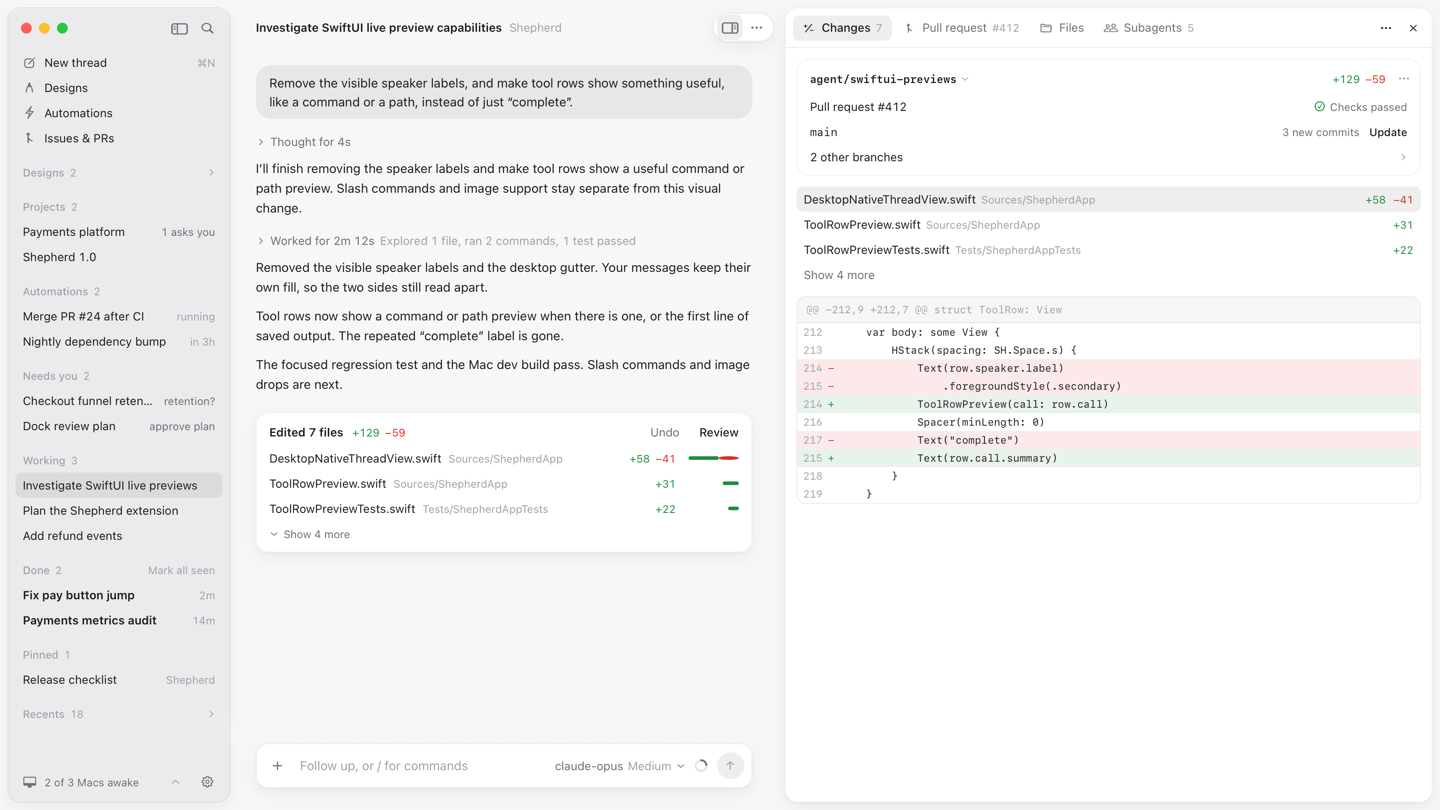 New thread ⌘N
Designs
Automations
Issues & PRs
Designs 2
Projects 2
Payments platform 1 asks you
Shepherd 1.0
Automations 2
Merge PR #24 after CI running
Nightly dependency bump in 3h
Needs you 2
Checkout funnel reten... retention?
Dock review plan approve plan
Working 3
Investigate SwiftUI live previews
Plan the Shepherd extension
Add refund events
Done 2 Mark all seen
Fix pay button jump 2m
Payments metrics audit 14m
Pinned 1
Release checklist Shepherd
Recents 18
2 of 3 Macs awake
Investigate SwiftUI live preview capabilities Shepherd
Remove the visible speaker labels, and make tool rows show something useful,
like a command or a path, instead of just “complete”.
Thought for 4s
I’ll finish removing the speaker labels and make tool rows show a useful command or
path preview. Slash commands and image support stay separate from this visual
change.
Worked for 2m 12s Explored 1 file, ran 2 commands, 1 test passed
Removed the visible speaker labels and the desktop gutter. Your messages keep their
own fill, so the two sides still read apart.
Tool rows now show a command or path preview when there is one, or the first line of
saved output. The repeated “complete” label is gone.
The focused regression test and the Mac dev build pass. Slash commands and image
drops are next.
Edited 7 files +129 −59 Undo Review
DesktopNativeThreadView.swift Sources/ShepherdApp +58 −41
ToolRowPreview.swift Sources/ShepherdApp +31
ToolRowPreviewTests.swift Tests/ShepherdAppTests +22
Show 4 more
Follow up, or / for commands claude-opus Medium
Changes 7 Pull request #412 Files Subagents 5
agent/swiftui-previews +129 −59
Pull request #412 Checks passed
main 3 new commits Update
2 other branches
DesktopNativeThreadView.swift Sources/ShepherdApp +58 −41
ToolRowPreview.swift Sources/ShepherdApp +31
ToolRowPreviewTests.swift Tests/ShepherdAppTests +22
Show 4 more
@@ −212,9 +212,7 @@ struct ToolRow: View
212 var body: some View {
213 HStack(spacing: SH.Space.s) {
214 − Text(row.speaker.label)
215 − .foregroundStyle(.secondary)
214 + ToolRowPreview(call: row.call)
216 Spacer(minLength: 0)
217 − Text("complete")
215 + Text(row.call.summary)
218 }
219 }